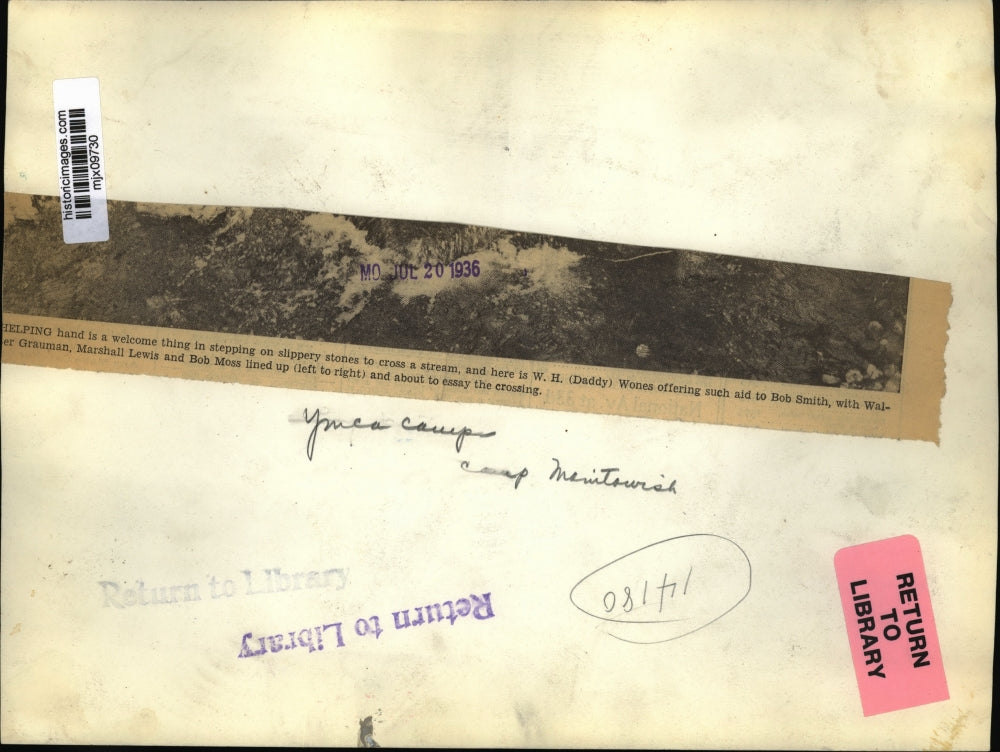 historicimages.com
mjx09730
MO JUL 20 1936
HELPING hand is a welcome thing in stepping on slippery stones to cross a stream, and here is W. H. (Daddy) Wones offering such aid to Bob Smith, with Wal-
er Grauman, Marshall Lewis and Bob Moss lined up (left to right) and about to essay the crossing.
Ymca camps
camp Manitowish
Return to Library
Return to Library
RETURN
TO
LIBRARY